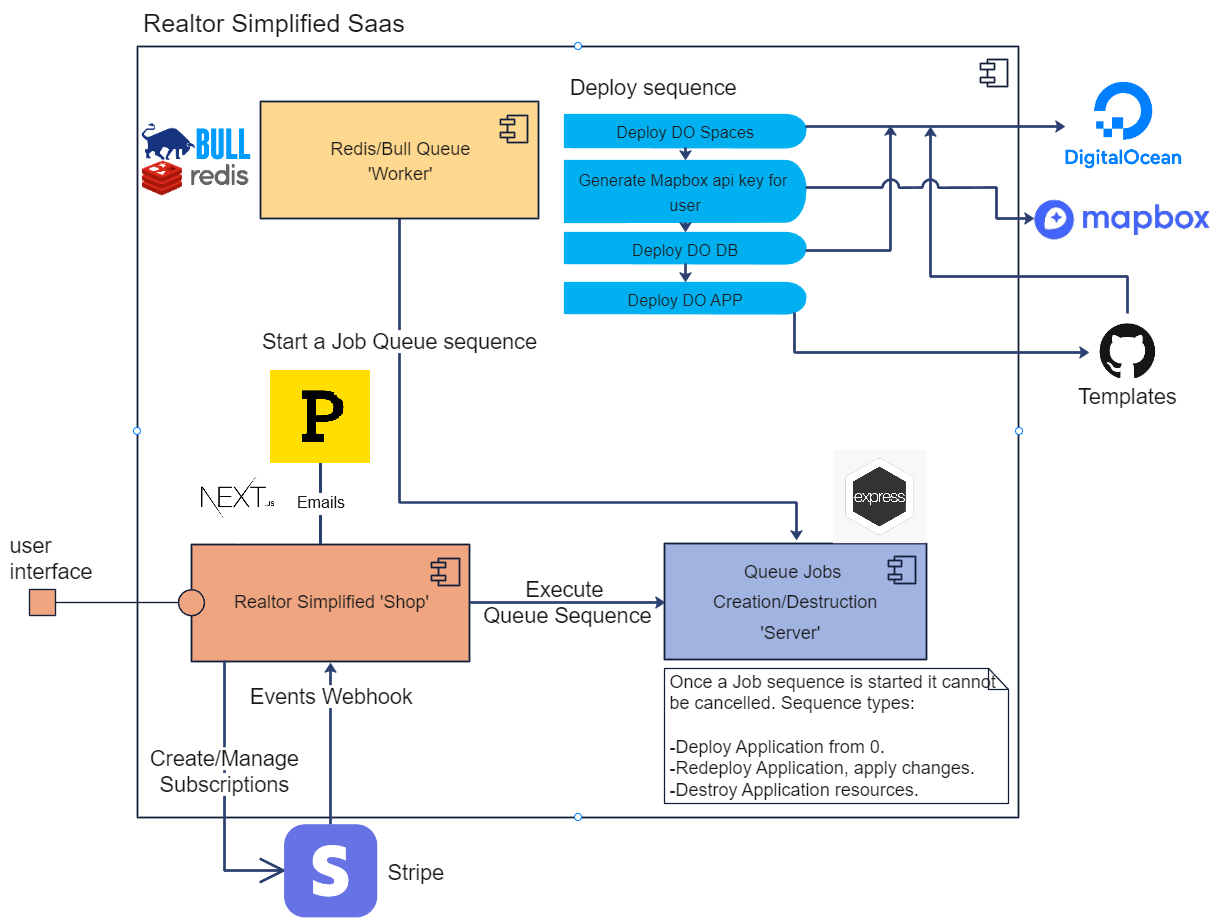 Realtor Simplified Saas
Deploy sequence
BULL
redis
Redis/Bull Queue
'Worker'
Deploy DO Spaces
Generate Mapbox api key for
user
Deploy DO DB
Deploy DO APP
DigitalOcean
mapbox
Templates
Start a Job Queue sequence
P
NEXT.JS
Emails
express
user
interface
Realtor Simplified 'Shop'
Execute
Queue Sequence
Queue Jobs
Creation/Destruction
'Server'
Events Webhook
Create/Manage
Subscriptions
Once a Job sequence is started it cannot
be cancelled. Sequence types:
-Deploy Application from 0.
-Redeploy Application, apply changes.
-Destroy Application resources.
S
Stripe